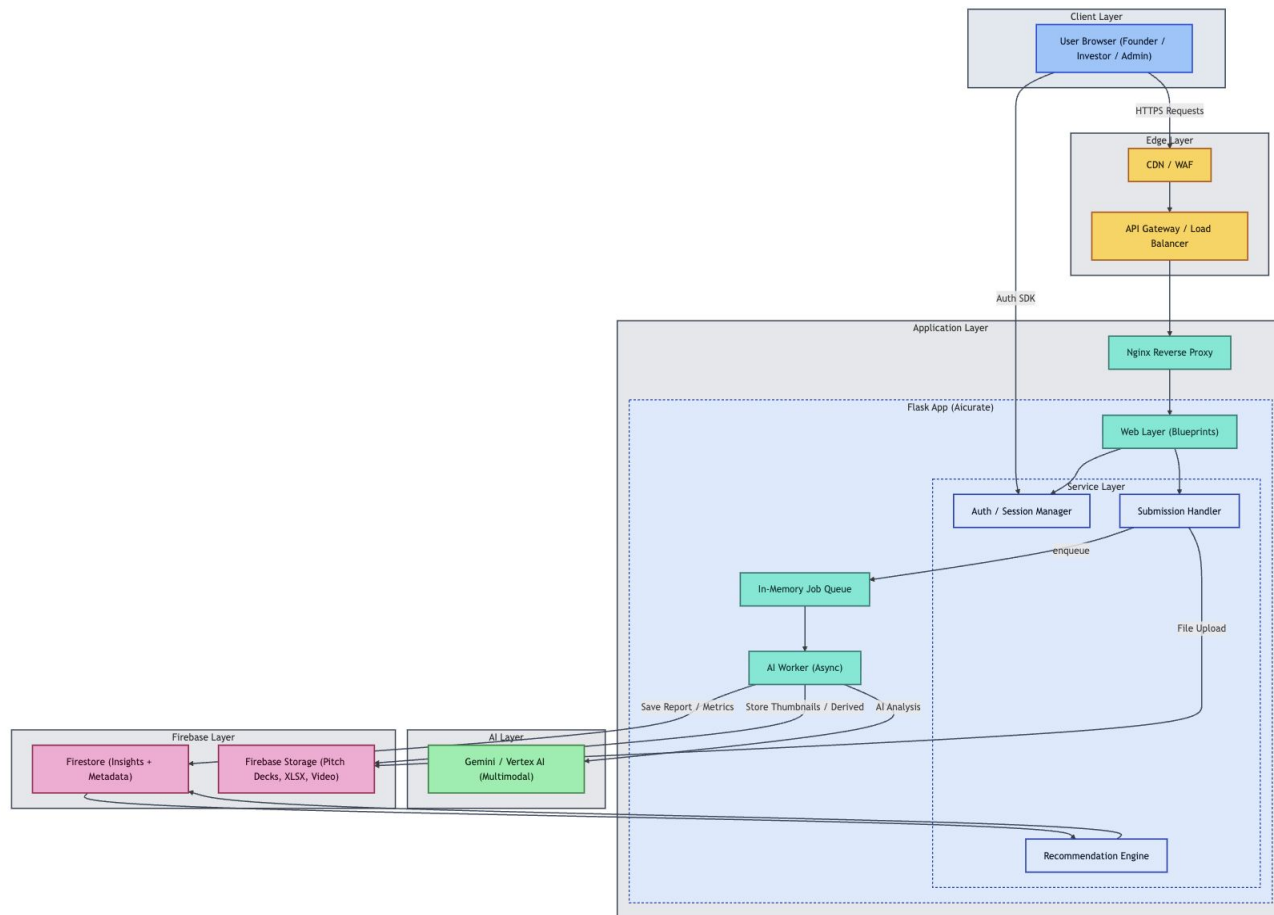 Client Layer
User Browser (Founder /
Investor / Admin)
HTTPS Requests
Edge Layer
CDN / WAF
API Gateway / Load
Balancer
Auth SDK
Application Layer
Nginx Reverse Proxy
Flask App (Aicurate)
Web Layer (Blueprints)
Service Layer
Auth / Session Manager
Submission Handler
enqueue
In-Memory Job Queue
File Upload
AI Worker (Async)
Save Report / Metrics
Store Thumbnails / Derived
AI Analysis
Firebase Layer
Firestore (Insights +
Metadata)
Firebase Storage (Pitch
Decks, XLSX, Video)
AI Layer
Gemini / Vertex AI
(Multimodal)
Recommendation Engine